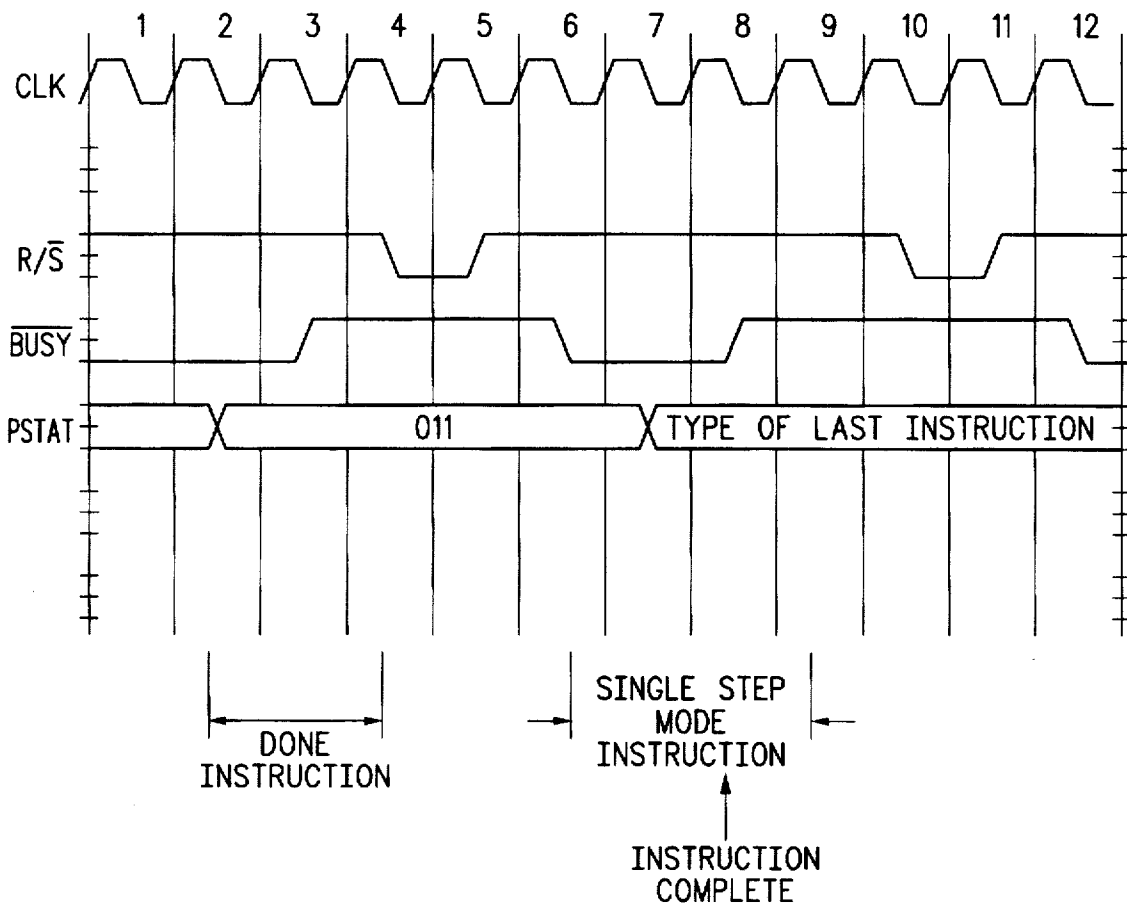 1 2 3 4 5 6 7 8 9 10 11 12
CLK
R/S̅
B̅U̅S̅Y̅
PSTAT
011
TYPE OF LAST INSTRUCTION
DONE
INSTRUCTION
SINGLE STEP
MODE
INSTRUCTION
INSTRUCTION
COMPLETE